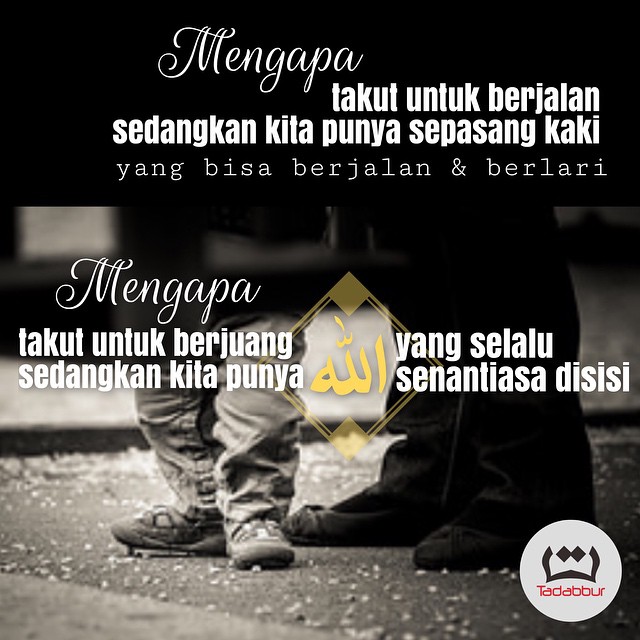 Mengapa
takut untuk berjalan
sedangkan kita punya sepasang kaki
yang bisa berjalan & berlari
Mengapa
takut untuk berjuang
sedangkan kita punya
الله
yang selalu
senantiasa disisi
Tadabbur